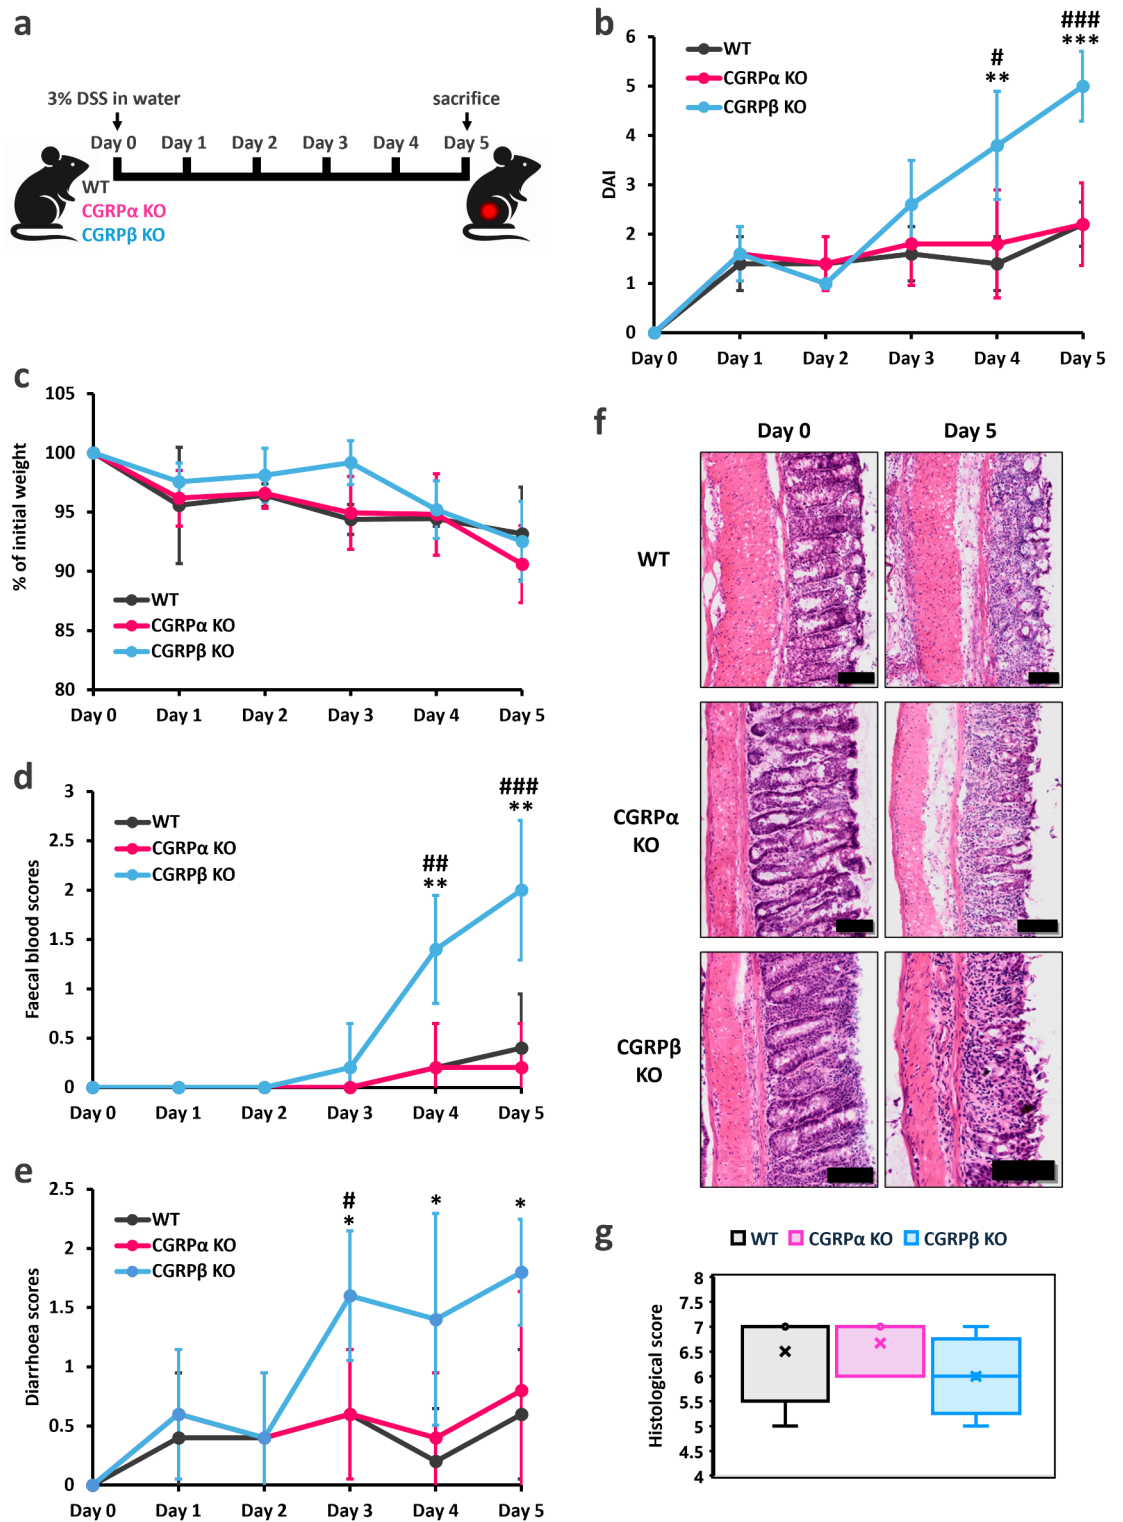 a
3% DSS in water
sacrifice
Day 0 Day 1 Day 2 Day 3 Day 4 Day 5
WT
CGRPα KO
CGRPβ KO
b
###
***
#
**
WT
CGRPα KO
CGRPβ KO
DAI
6
5
4
3
2
1
0
Day 0 Day 1 Day 2 Day 3 Day 4 Day 5
c
% of initial weight
105
100
95
90
85
80
WT
CGRPα KO
CGRPβ KO
Day 0 Day 1 Day 2 Day 3 Day 4 Day 5
d
Faecal blood scores
3
2.5
2
1.5
1
0.5
0
WT
CGRPα KO
CGRPβ KO
##
**
###
**
Day 0 Day 1 Day 2 Day 3 Day 4 Day 5
e
Diarrhoea scores
2.5
2
1.5
1
0.5
0
WT
CGRPα KO
CGRPβ KO
#
*
*
*
Day 0 Day 1 Day 2 Day 3 Day 4 Day 5
f
Day 0 Day 5
WT
CGRPα
KO
CGRPβ
KO
g
WT CGRPα KO CGRPβ KO
Histological score
8
7.5
7
6.5
6
5.5
5
4.5
4